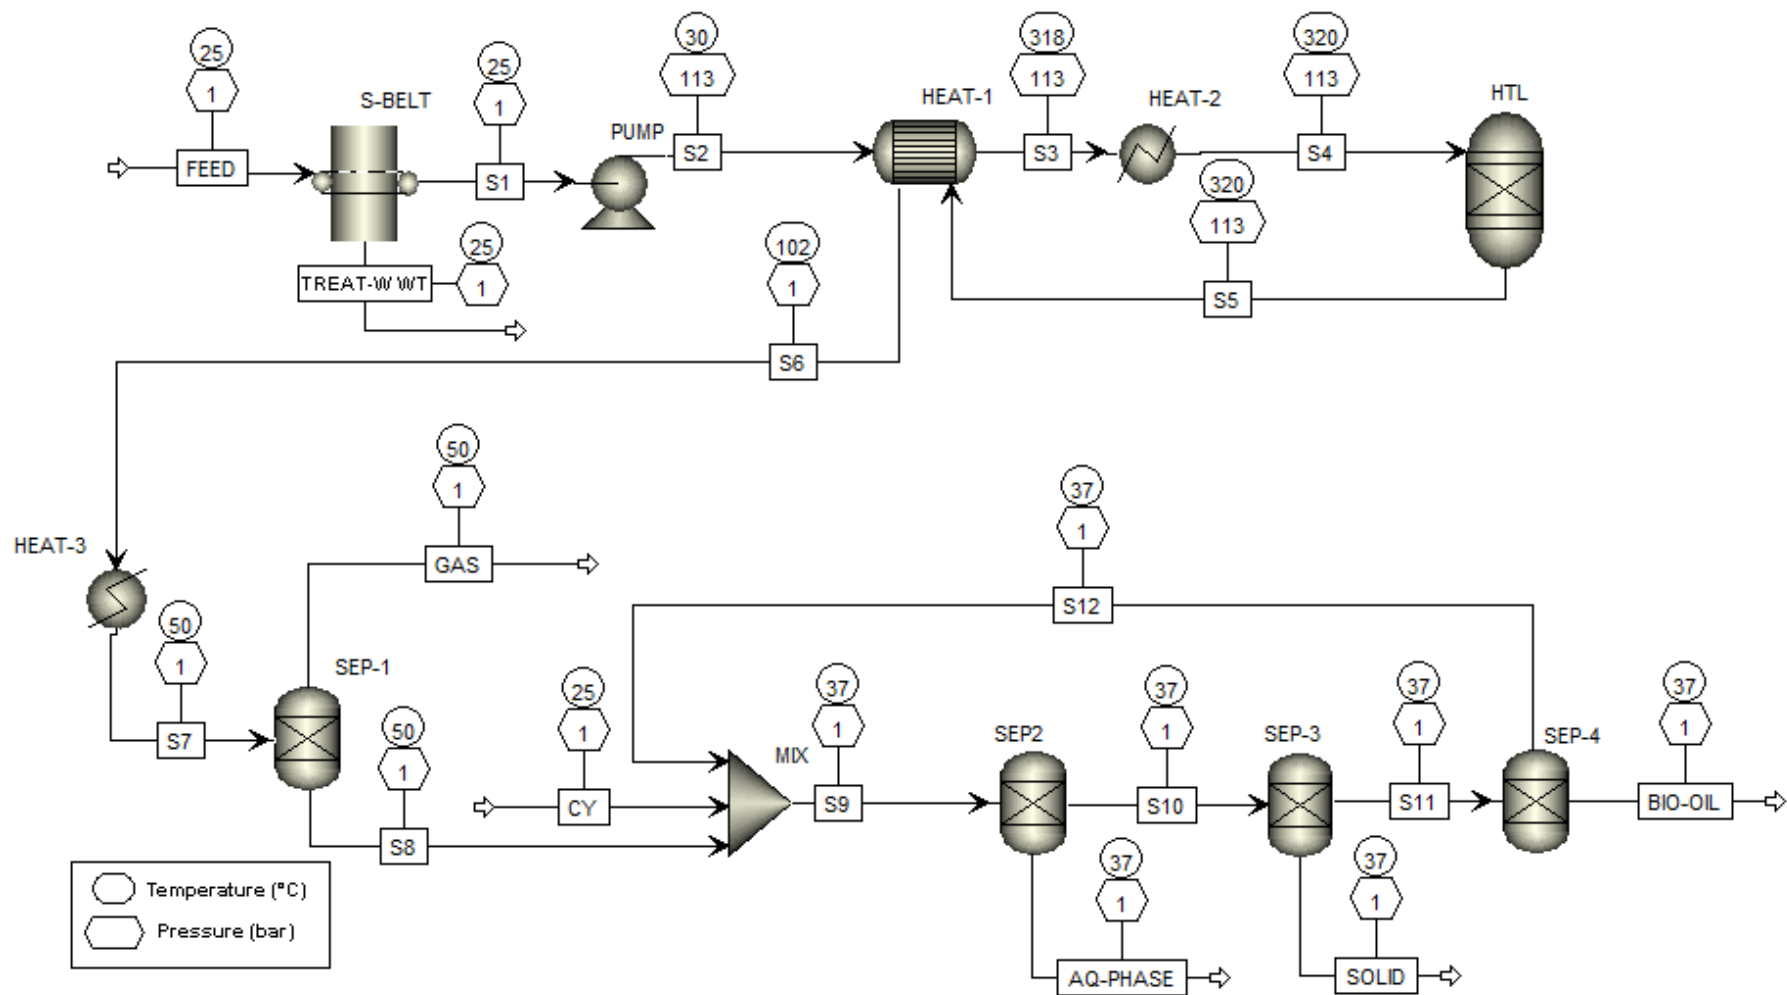 25
1
FEED
S-BELT
25
1
S1
TREAT-W WT
25
1
PUMP
30
113
S2
HEAT-1
318
113
S3
HEAT-2
320
113
S4
HTL
320
113
S5
102
1
S6
HEAT-3
50
1
S7
SEP-1
50
1
GAS
50
1
S8
25
1
CY
MIX
37
1
S12
37
1
S9
SEP2
37
1
S10
SEP-3
37
1
S11
SEP-4
37
1
BIO-OIL
37
1
AQ-PHASE
37
1
SOLID
Temperature (°C)
Pressure (bar)